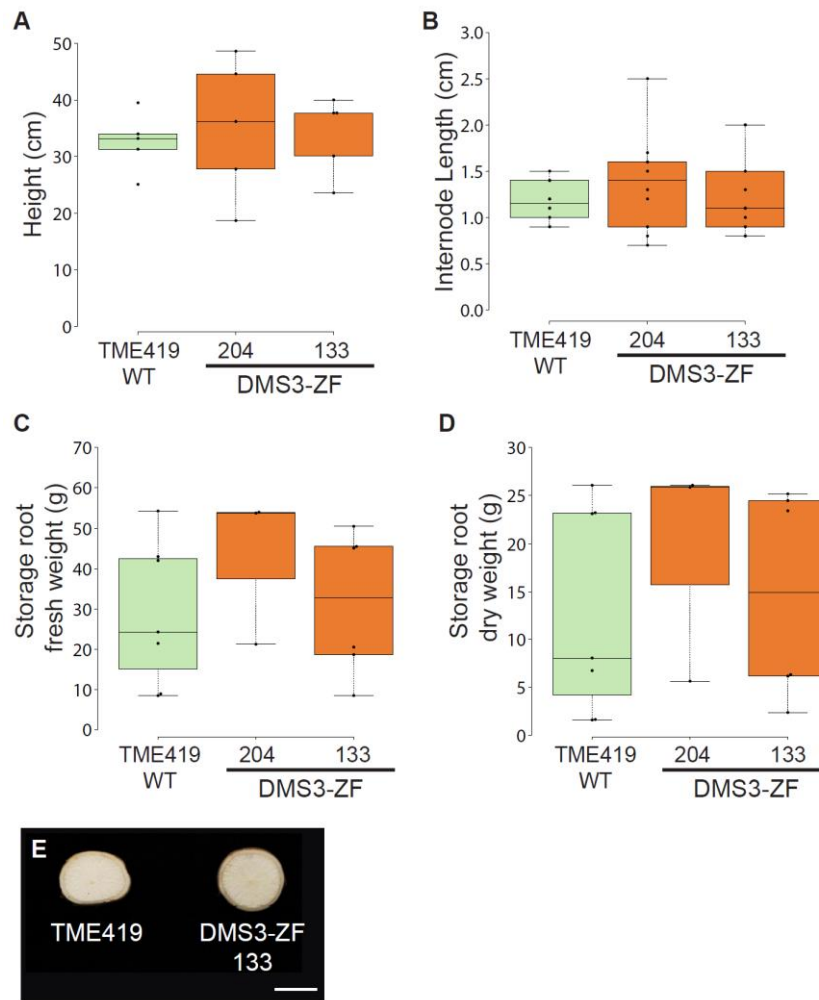 A
Height (cm)
50
40
30
20
10
0
TME419
WT
204
133
DMS3-ZF
B
Internode Length (cm)
3.0
2.5
2.0
1.5
1.0
0.5
0.0
TME419
WT
204
133
DMS3-ZF
C
Storage root
fresh weight (g)
70
60
50
40
30
20
10
0
TME419
WT
204
133
DMS3-ZF
D
Storage root
dry weight (g)
30
25
20
15
10
5
0
TME419
WT
204
133
DMS3-ZF
E
TME419
DMS3-ZF
133